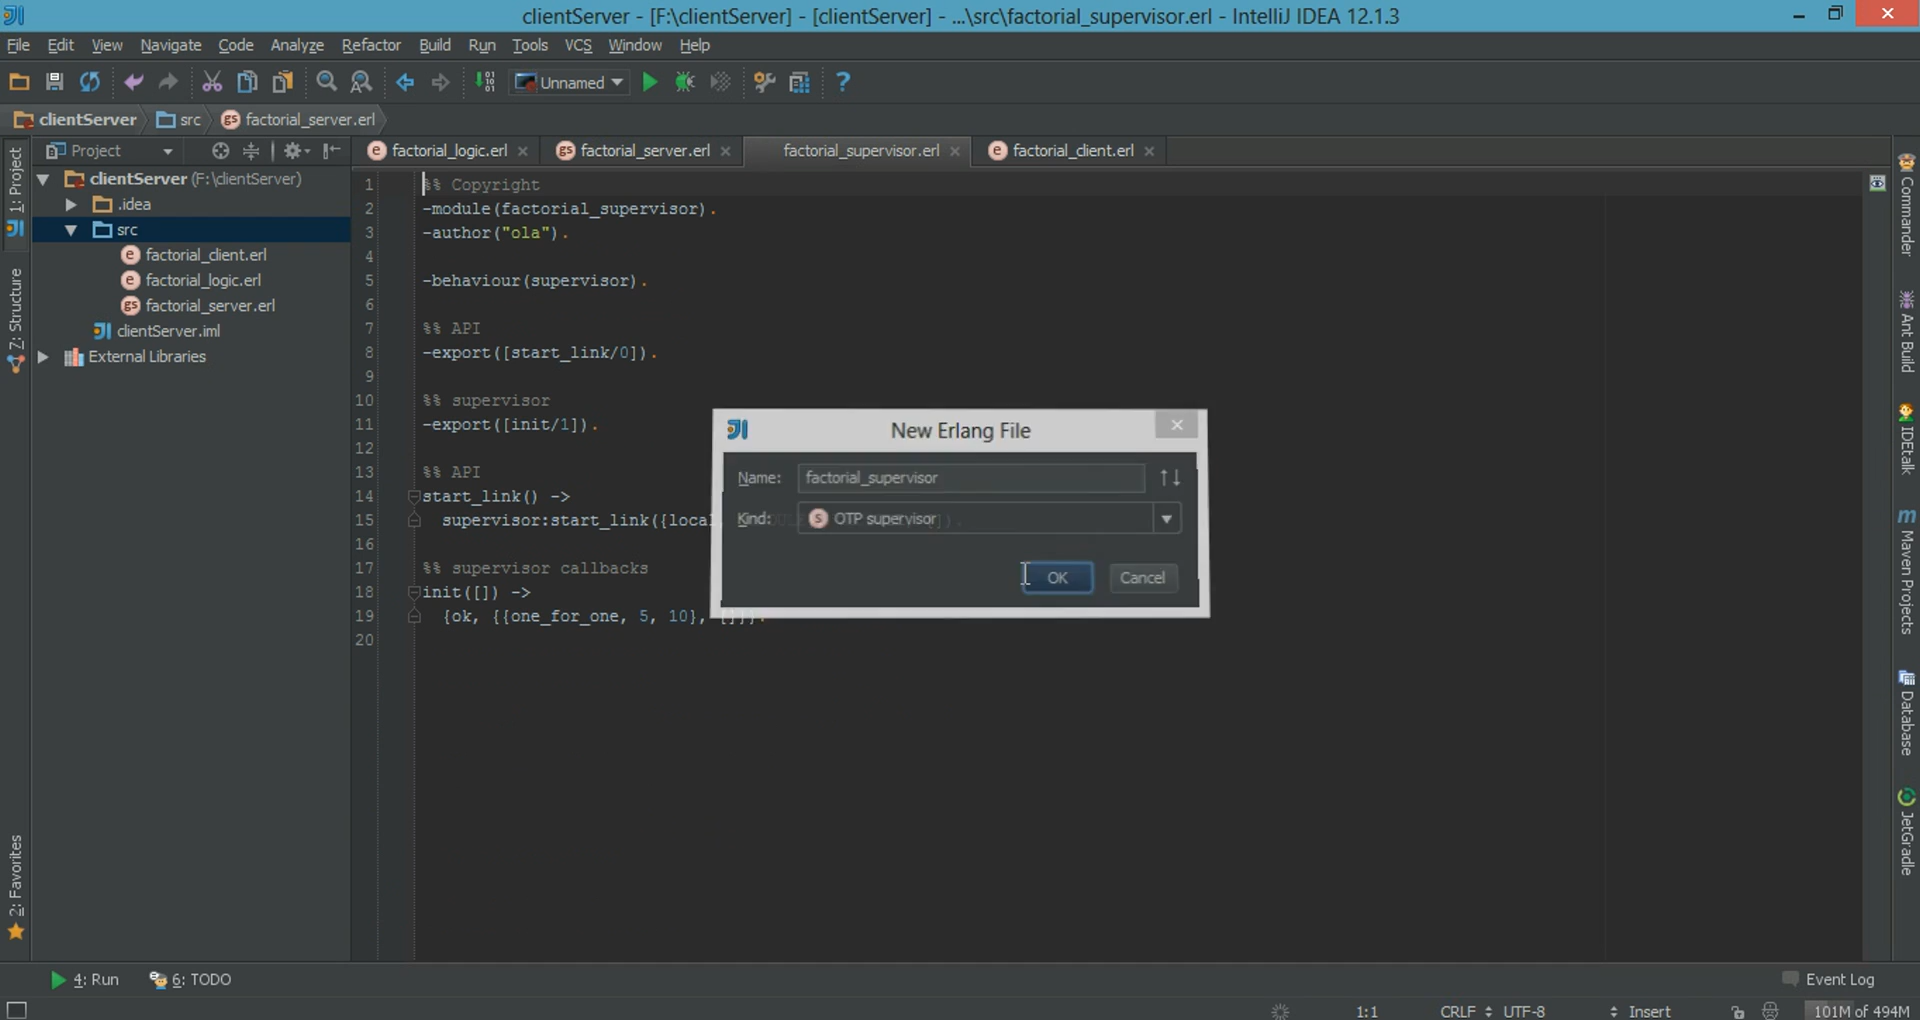 clientServer - [F:\clientServer] - [clientServer] - ...\src\factorial_supervisor.erl - IntelliJ IDEA 12.1.3
File Edit View Navigate Code Analyze Refactor Build Run Tools VCS Window Help
Unnamed
clientServer src factorial_server.erl
Project
factorial_logic.erl factorial_server.erl factorial_supervisor.erl factorial_client.erl
1: Project
7: Structure
2: Favorites
clientServer (F:\clientServer)
.idea
src
factorial_client.erl
factorial_logic.erl
factorial_server.erl
clientServer.iml
External Libraries
1 %% Copyright
2 -module(factorial_supervisor).
3 -author("ola").
4
5 -behaviour(supervisor).
6
7 %% API
8 -export([start_link/0]).
9
10 %% supervisor
11 -export([init/1]).
12
13 %% API
14 start_link() ->
15 supervisor:start_link({local,
16
17 %% supervisor callbacks
18 init([]) ->
19 {ok, {{one_for_one, 5, 10}, []}}.
20
New Erlang File
Name: factorial_supervisor
Kind: OTP supervisor
OK Cancel
Commander
Ant Build
IDEtalk
Maven Projects
Database
JetGradle
4: Run 6: TODO
Event Log
1:1 CRLF UTF-8 Insert 101M of 494M